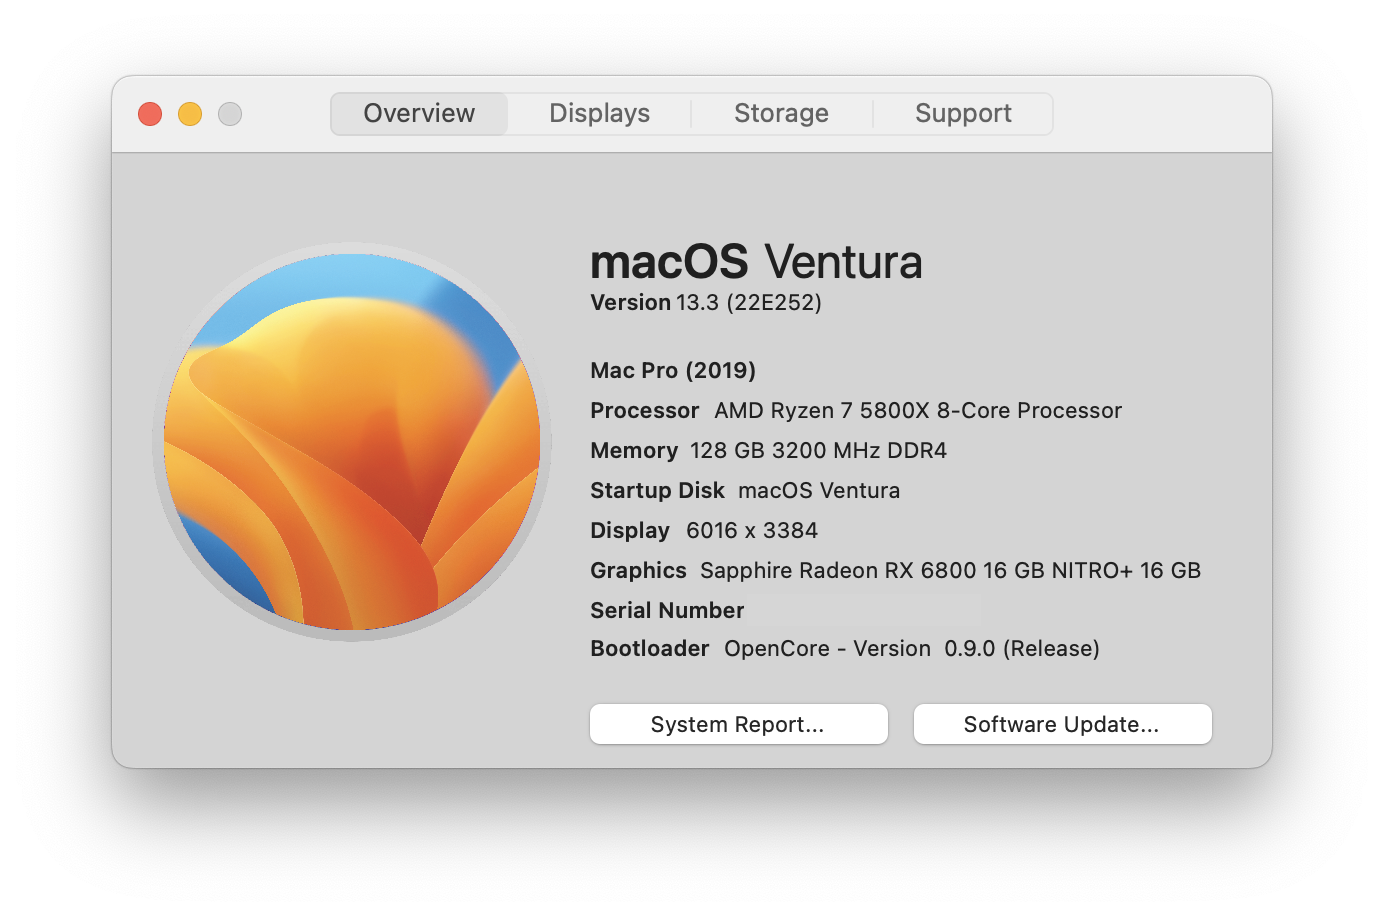 Overview Displays Storage Support
macOS Ventura
Version 13.3 (22E252)
Mac Pro (2019)
Processor AMD Ryzen 7 5800X 8-Core Processor
Memory 128 GB 3200 MHz DDR4
Startup Disk macOS Ventura
Display 6016 x 3384
Graphics Sapphire Radeon RX 6800 16 GB NITRO+ 16 GB
Serial Number
Bootloader OpenCore - Version 0.9.0 (Release)
System Report... Software Update...